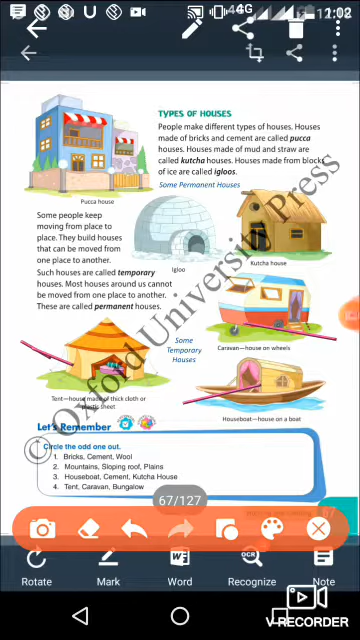 4G
11:02
TYPES OF HOUSES
People make different types of houses. Houses
made of bricks and cement are called pucca
houses. Houses made of mud and straw are
called kutcha houses. Houses made from blocks
of ice are called igloos.
Some Permanent Houses
Pucca house
Some people keep
moving from place to
place. They build houses
that can be moved from
one place to another.
Such houses are called temporary
houses. Most houses around us cannot
be moved from one place to another.
These are called permanent houses.
Igloo
Kutcha house
Some
Temporary
Houses
Caravan—house on wheels
Tent—house made of thick cloth or
plastic sheet
Houseboat—house on a boat
© Oxford University Press
Let's Remember
Circle the odd one out.
1. Bricks, Cement, Wool
2. Mountains, Sloping roof, Plains
3. Houseboat, Cement, Kutcha House
4. Tent, Caravan, Bungalow
67/127
67
Rotate
Mark
Word
Recognize
Note
W
OCR
V-RECORDER